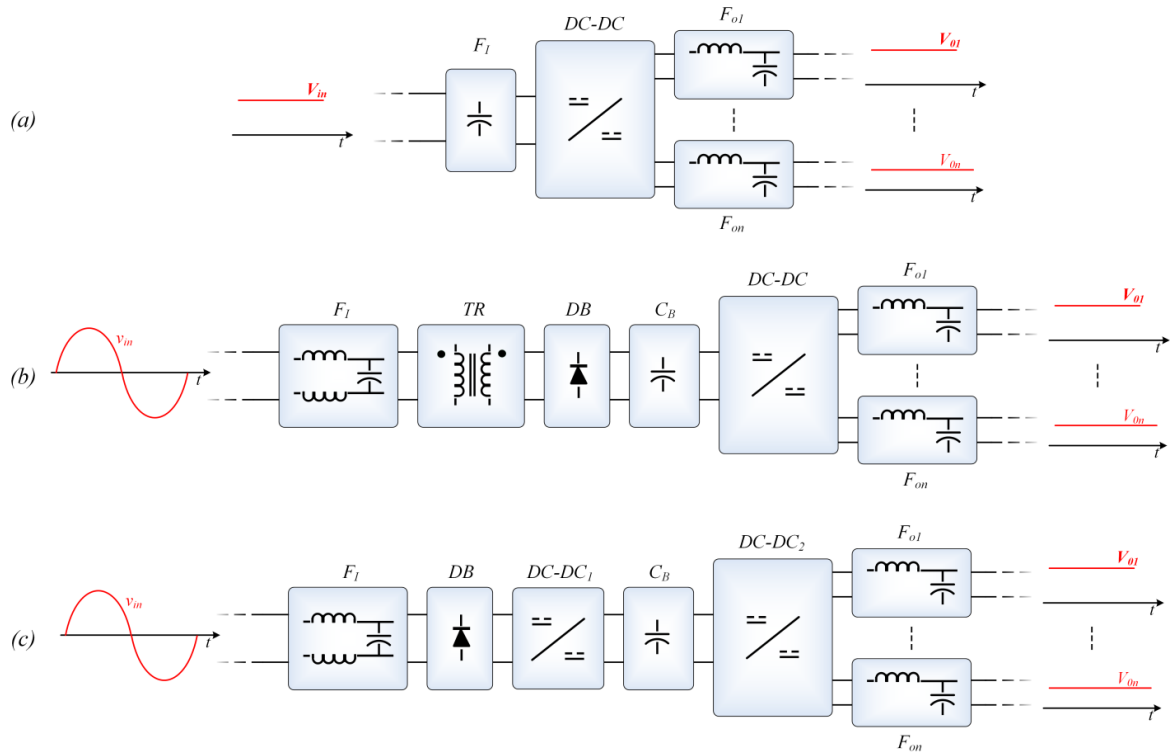 (a)
V_in
t
F_I
DC-DC
F_o1
V_01
t
V_0n
t
F_on
(b)
v_in
t
F_I
TR
DB
C_B
DC-DC
F_o1
V_01
t
V_0n
t
F_on
(c)
v_in
t
F_I
DB
DC-DC_1
C_B
DC-DC_2
F_o1
V_01
t
V_0n
t
F_on